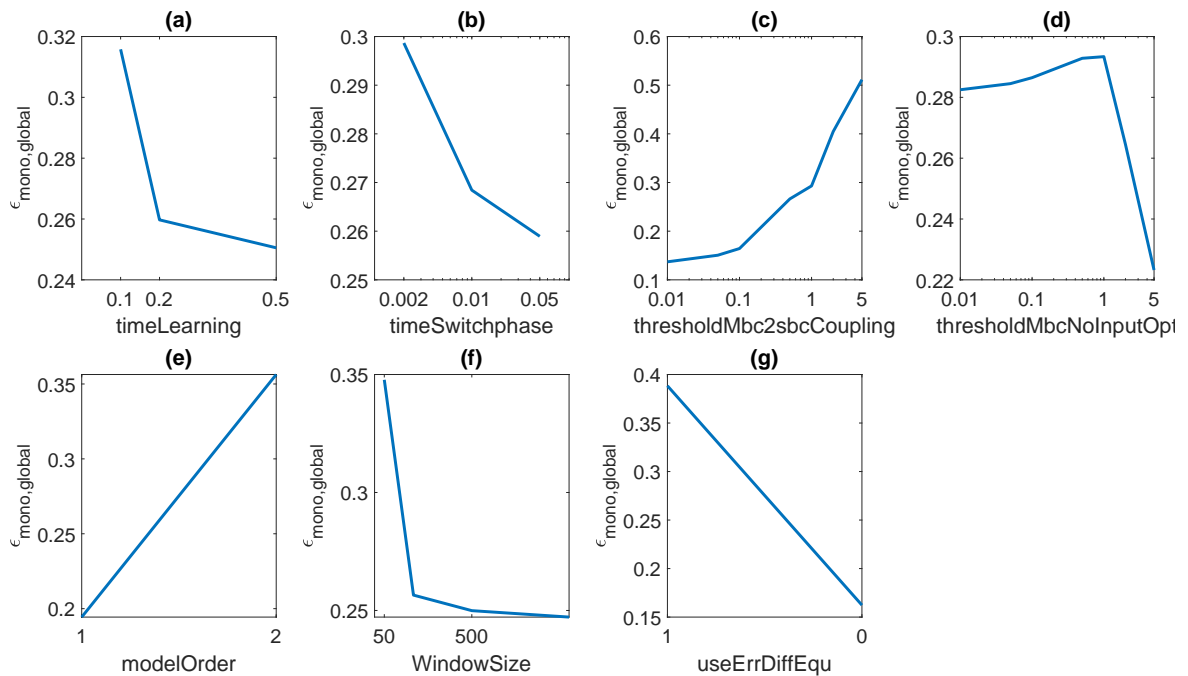 (a)
0.32
0.3
0.28
0.26
0.24
0.1 0.2 0.5
timeLearning
ϵmono,global
(b)
0.3
0.29
0.28
0.27
0.26
0.25
0.002 0.01 0.05
timeSwitchphase
ϵmono,global
(c)
0.6
0.5
0.4
0.3
0.2
0.1
0.01 0.1 1 5
thresholdMbc2sbcCoupling
ϵmono,global
(d)
0.3
0.28
0.26
0.24
0.22
0.01 0.1 1 5
thresholdMbcNoInputOpt
ϵmono,global
(e)
0.35
0.3
0.25
0.2
1 2
modelOrder
ϵmono,global
(f)
0.35
0.3
0.25
50 500
WindowSize
ϵmono,global
(g)
0.4
0.35
0.3
0.25
0.2
0.15
1 0
useErrDiffEqu
ϵmono,global